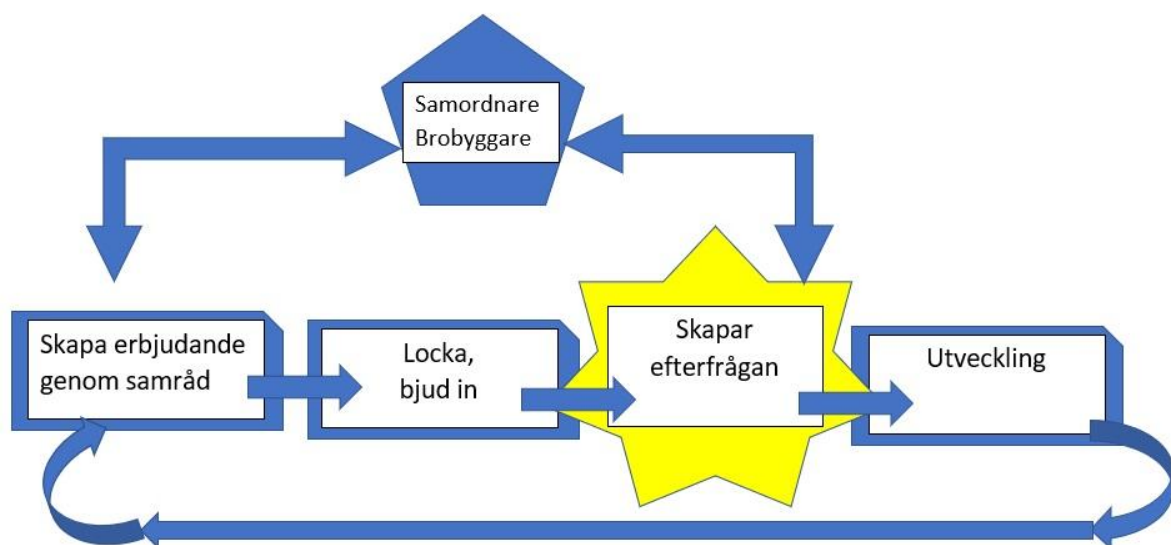 Samordnare
Brobyggare
Skapa erbjudande
genom samråd
Locka,
bjud in
Skapar
efterfrågan
Utveckling